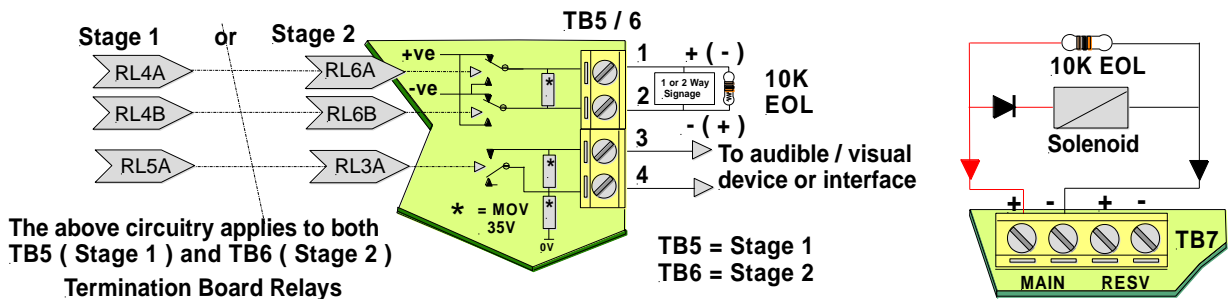 TB5 / 6
Stage 1 or Stage 2
RL4A RL6A +ve
RL4B RL6B -ve
RL5A RL3A
1 + ( - )
2
1 or 2 Way
Signage
10K
EOL
3 - ( + )
4
To audible / visual
device or interface
*
*
*
* = MOV
35V
0V
The above circuitry applies to both
TB5 ( Stage 1 ) and TB6 ( Stage 2 )
Termination Board Relays
TB5 = Stage 1
TB6 = Stage 2
10K EOL
Solenoid
+ - + -
TB7
MAIN RESV